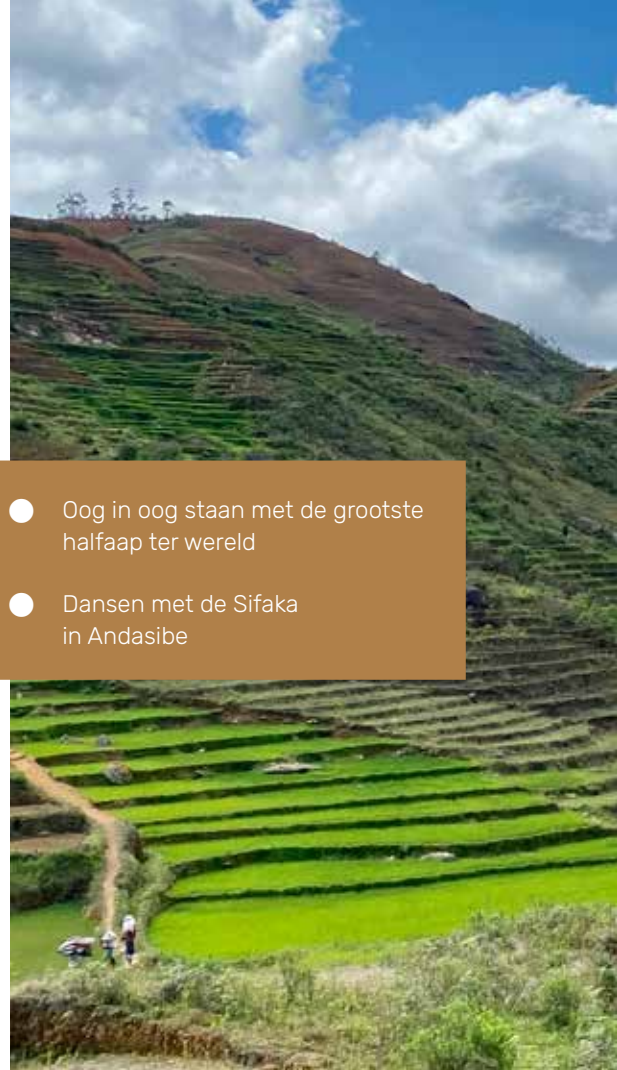 Oog in oog staan met de grootste
halfaap ter wereld
Dansen met de Sifaka
in Andasibe